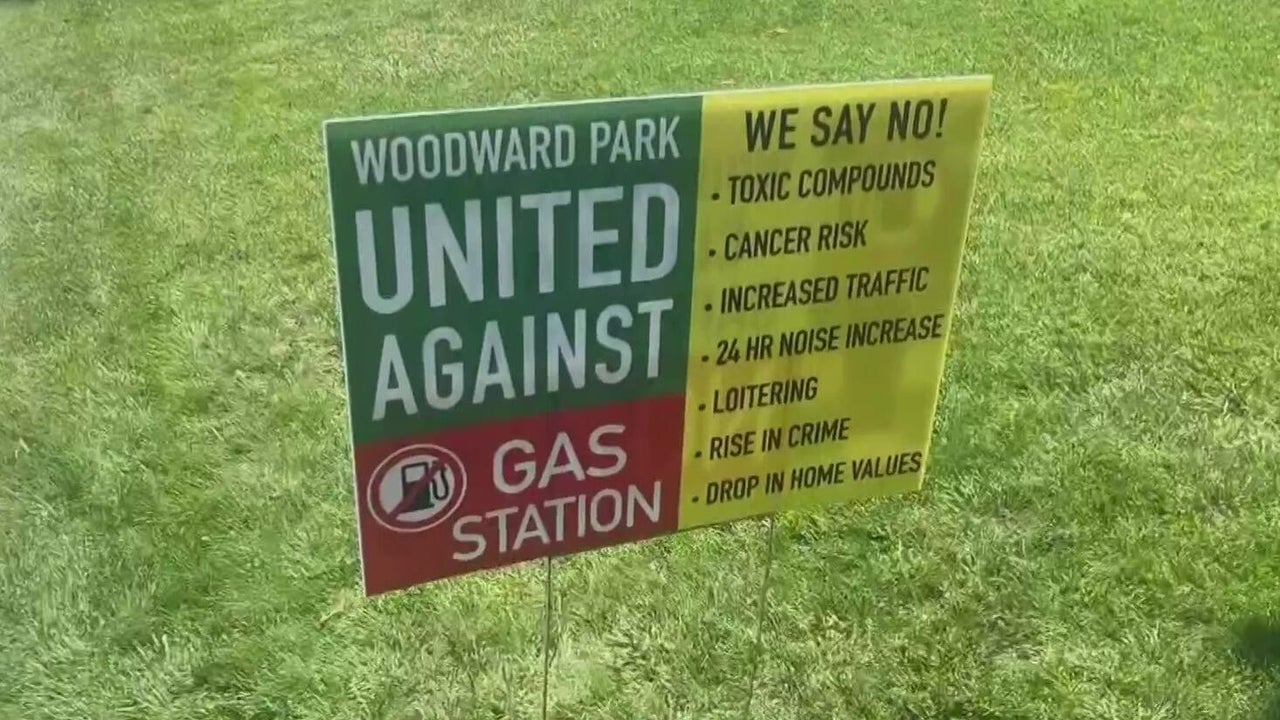 WOODWARD PARK
UNITED
AGAINST
GAS
STATION
WE SAY NO!
• TOXIC COMPOUNDS
• CANCER RISK
• INCREASED TRAFFIC
• 24 HR NOISE INCREASE
• LOITERING
• RISE IN CRIME
• DROP IN HOME VALUES